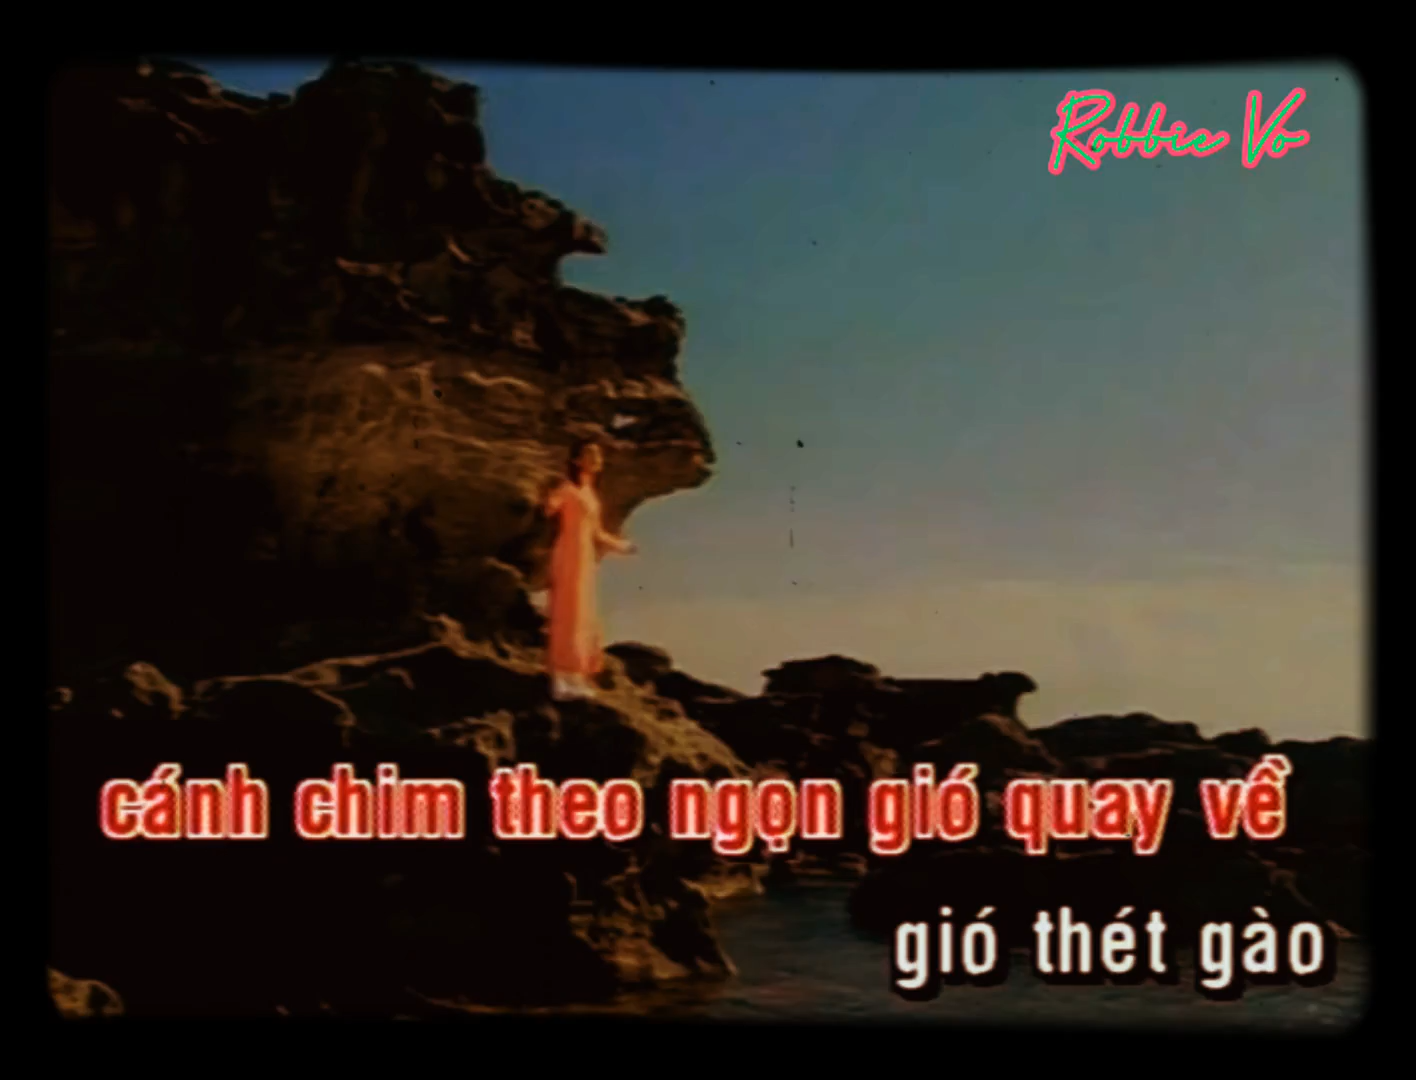 Robbie Vo
cánh chim theo ngọn gió quay về
gió thét gào